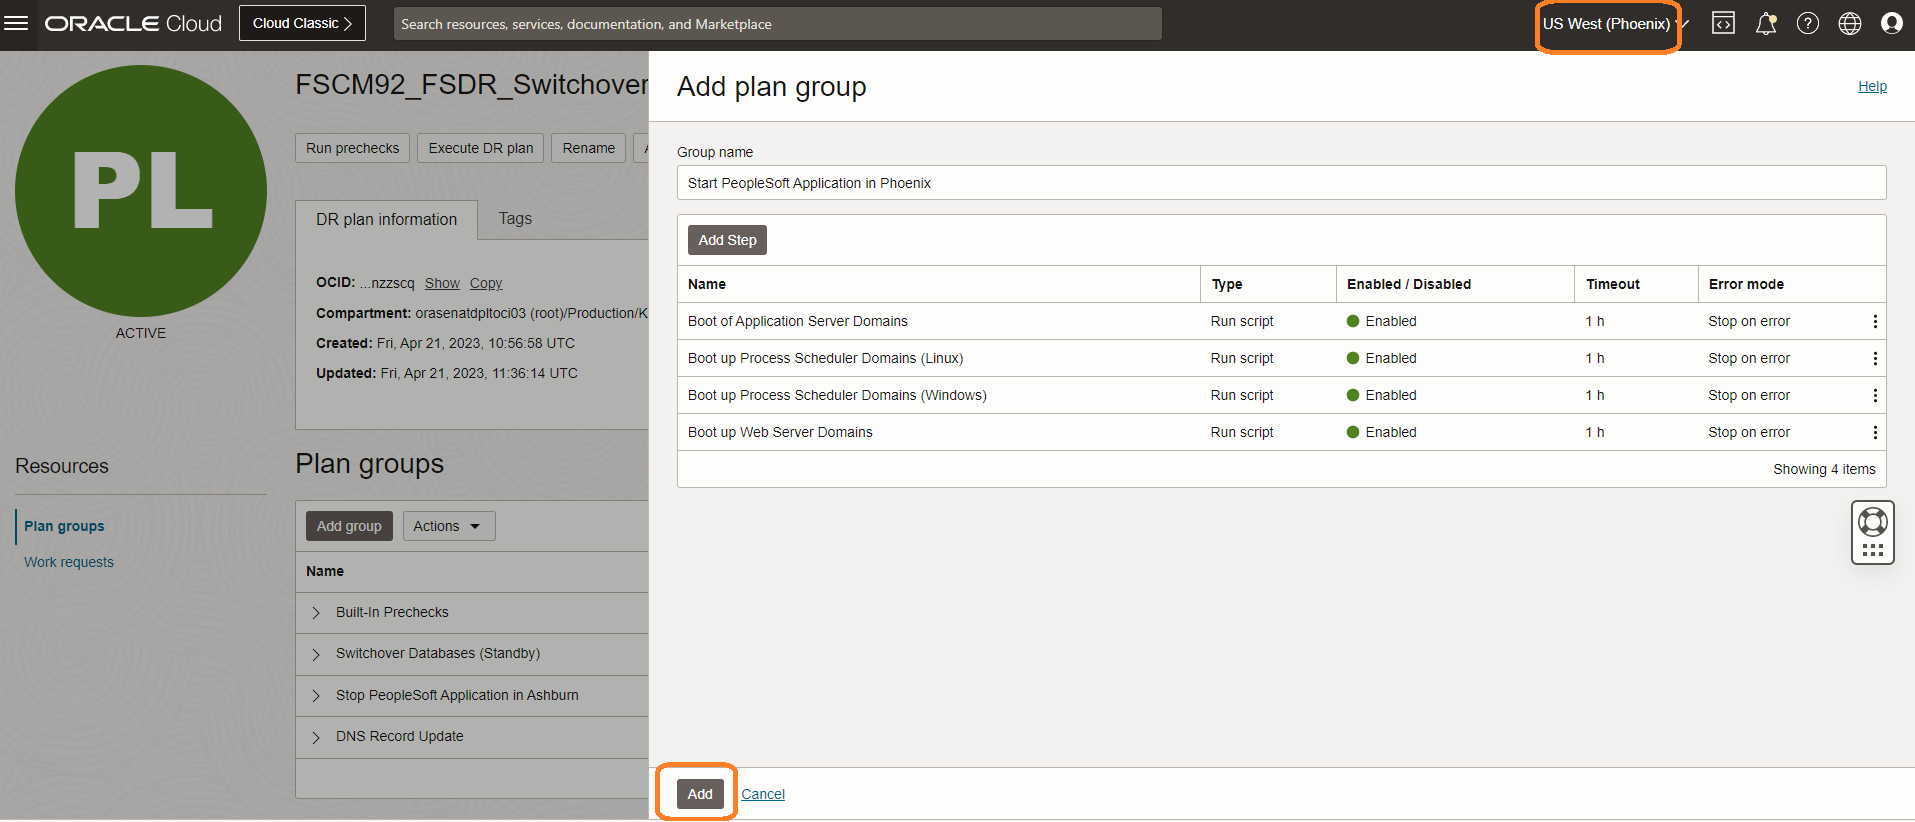 ORACLE Cloud
Cloud Classic
Search resources, services, documentation, and Marketplace
US West (Phoenix)
PL
ACTIVE
Resources
Plan groups
Work requests
FSCM92_FSDR_Switchover
Run prechecks
Execute DR plan
Rename
DR plan information
Tags
OCID: ...nzzscq Show Copy
Compartment: orasenatdpltoci03 (root)/Production/K
Created: Fri, Apr 21, 2023, 10:56:58 UTC
Updated: Fri, Apr 21, 2023, 11:36:14 UTC
Plan groups
Add group
Actions
Name
Built-In Prechecks
Switchover Databases (Standby)
Stop PeopleSoft Application in Ashburn
DNS Record Update
Add plan group
Help
Group name
Start PeopleSoft Application in Phoenix
Add Step
Name Type Enabled / Disabled Timeout Error mode
Boot of Application Server Domains Run script Enabled 1 h Stop on error
Boot up Process Scheduler Domains (Linux) Run script Enabled 1 h Stop on error
Boot up Process Scheduler Domains (Windows) Run script Enabled 1 h Stop on error
Boot up Web Server Domains Run script Enabled 1 h Stop on error
Showing 4 items
Add
Cancel